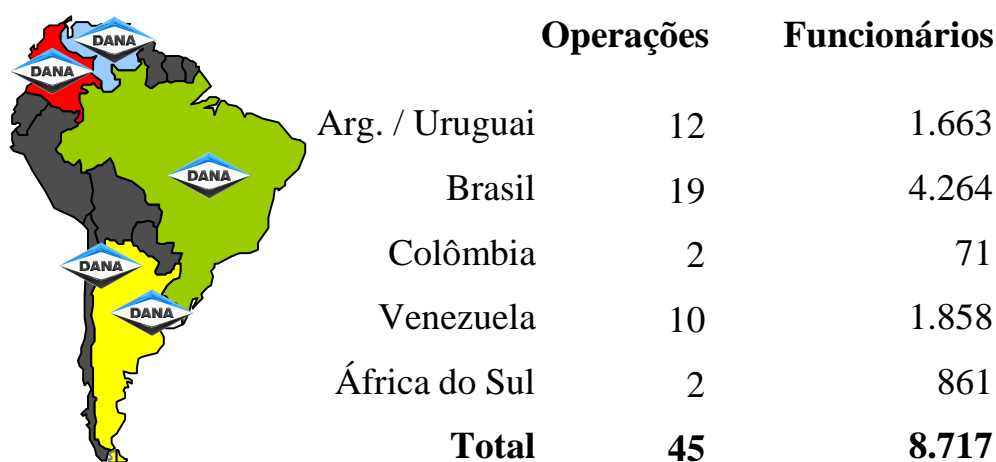 DANA
DANA
DANA
DANA
DANA
Operações Funcionários
Arg. / Uruguai 12 1.663
Brasil 19 4.264
Colômbia 2 71
Venezuela 10 1.858
África do Sul 2 861
Total 45 8.717